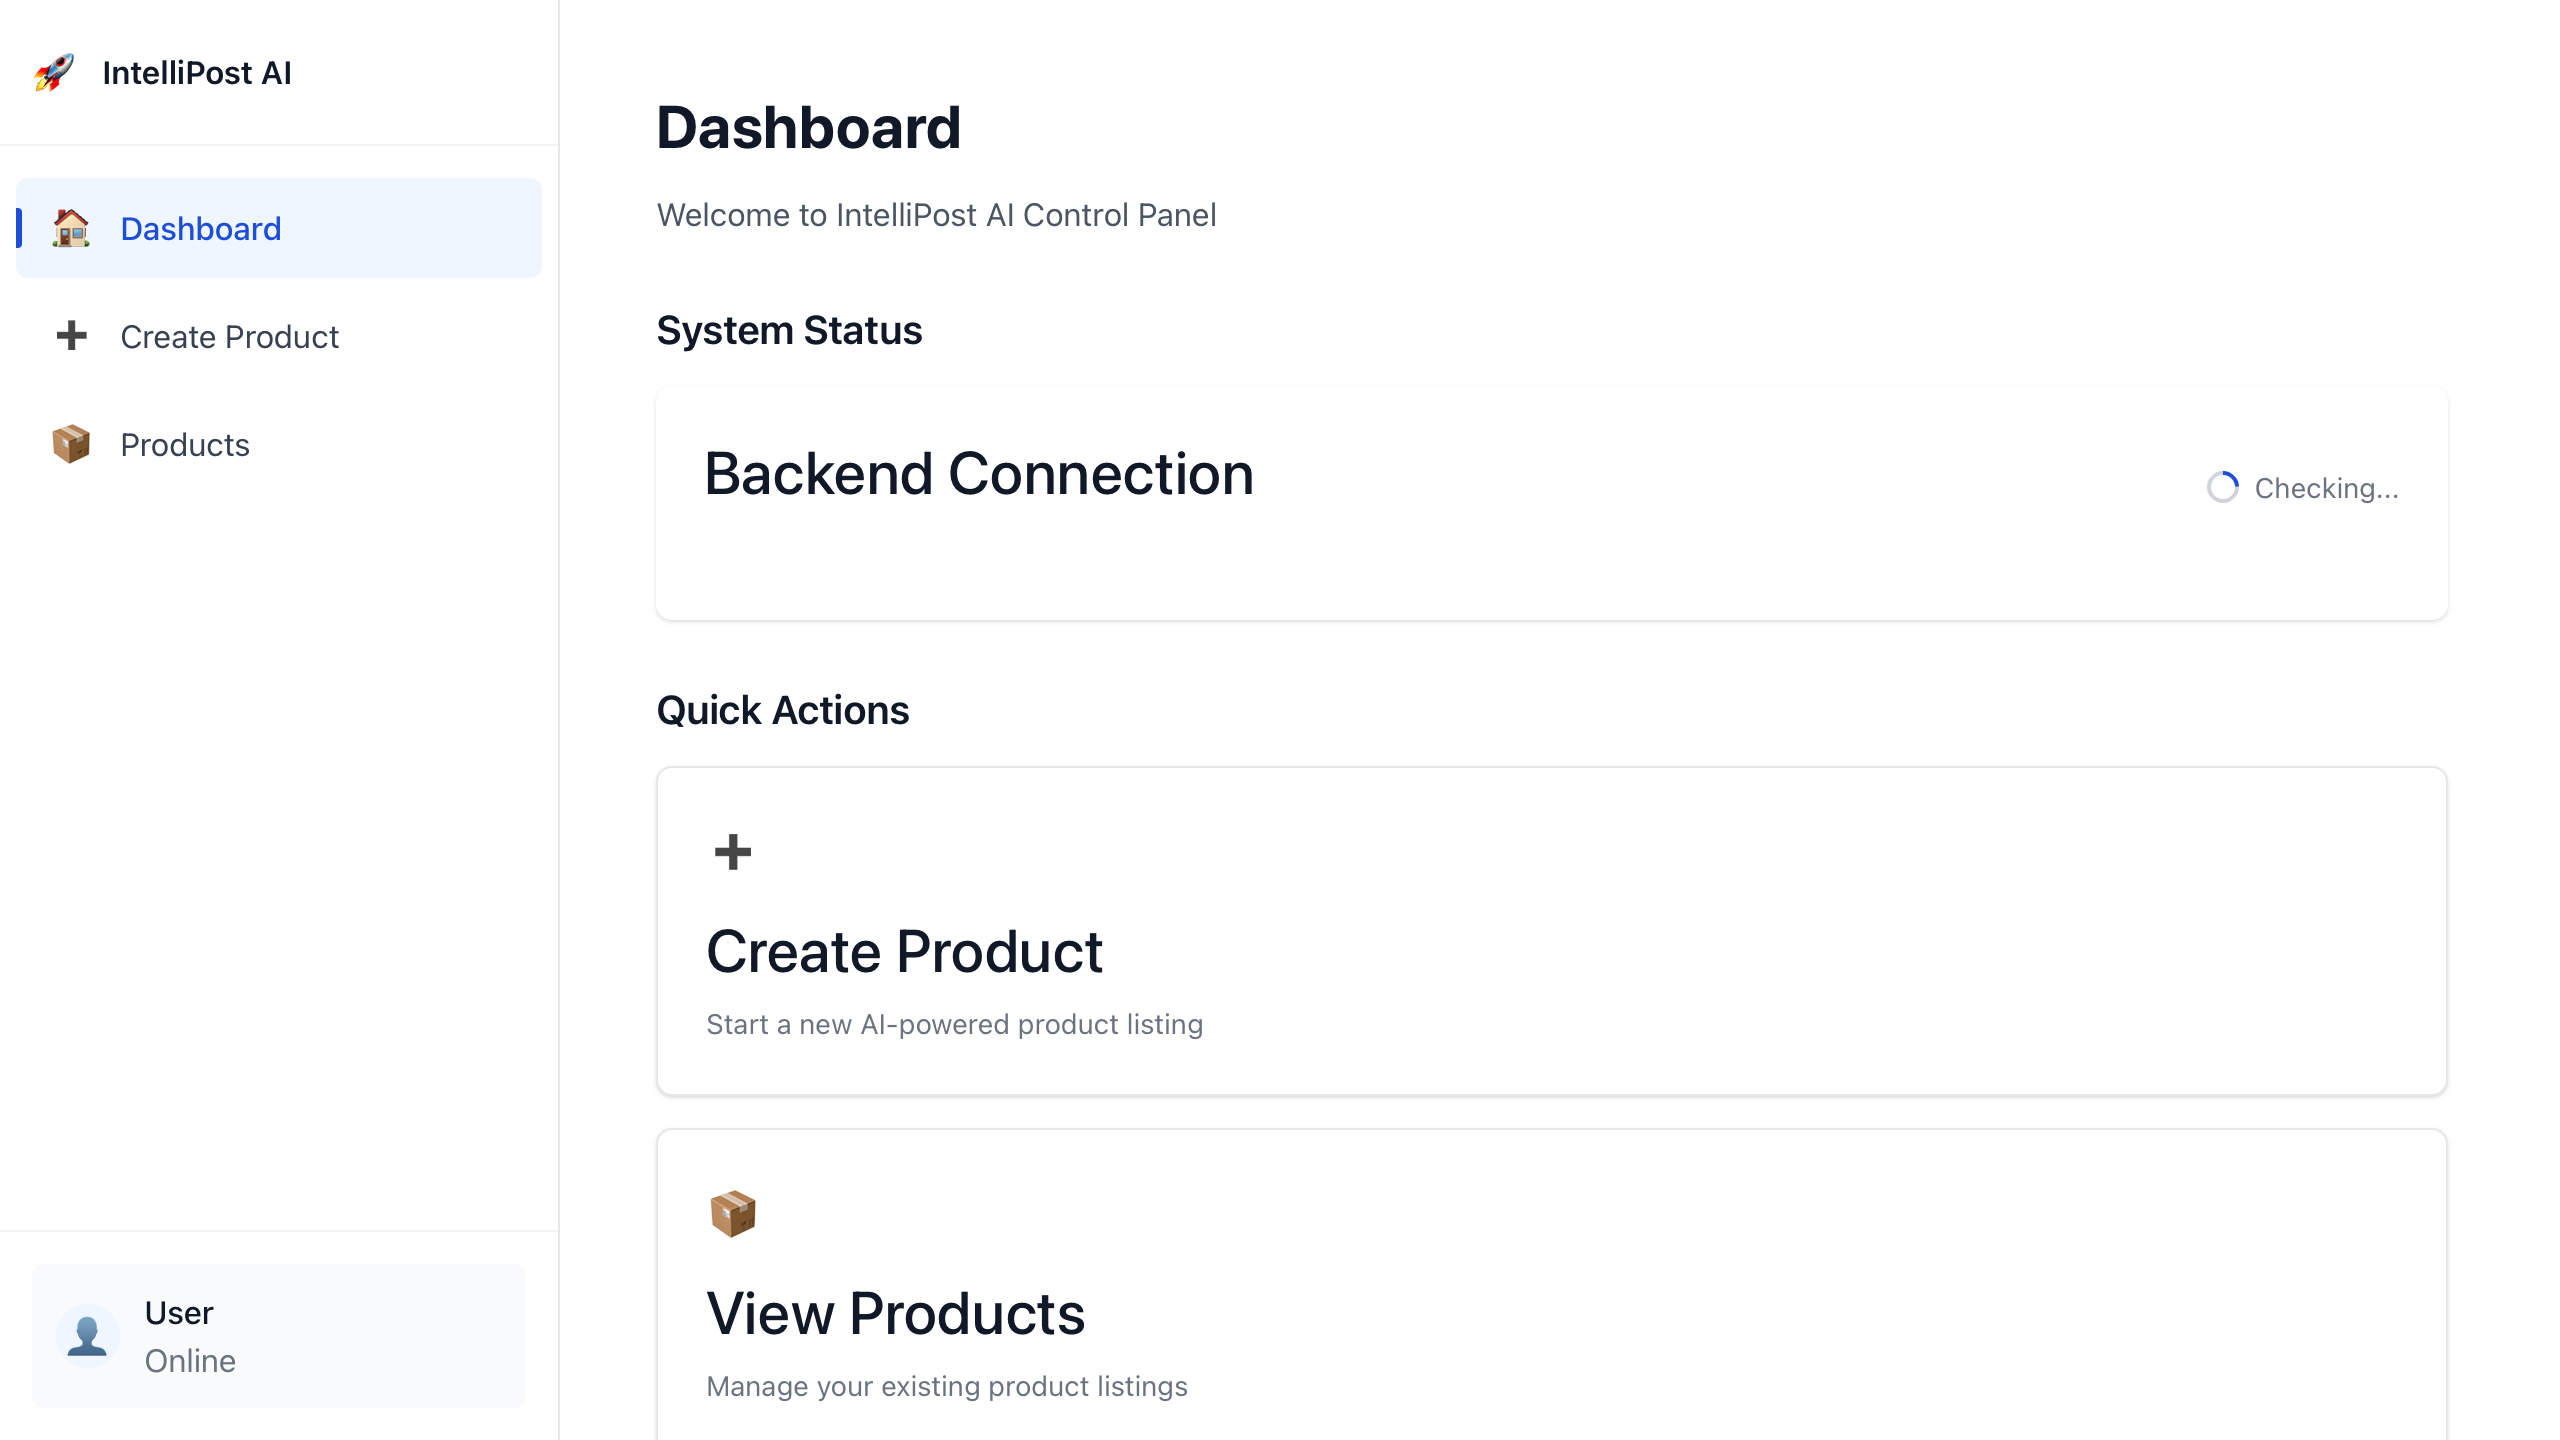 IntelliPost AI
Dashboard
Create Product
Products
User
Online
Dashboard
Welcome to IntelliPost AI Control Panel
System Status
Backend Connection
Checking...
Quick Actions
Create Product
Start a new AI-powered product listing
View Products
Manage your existing product listings